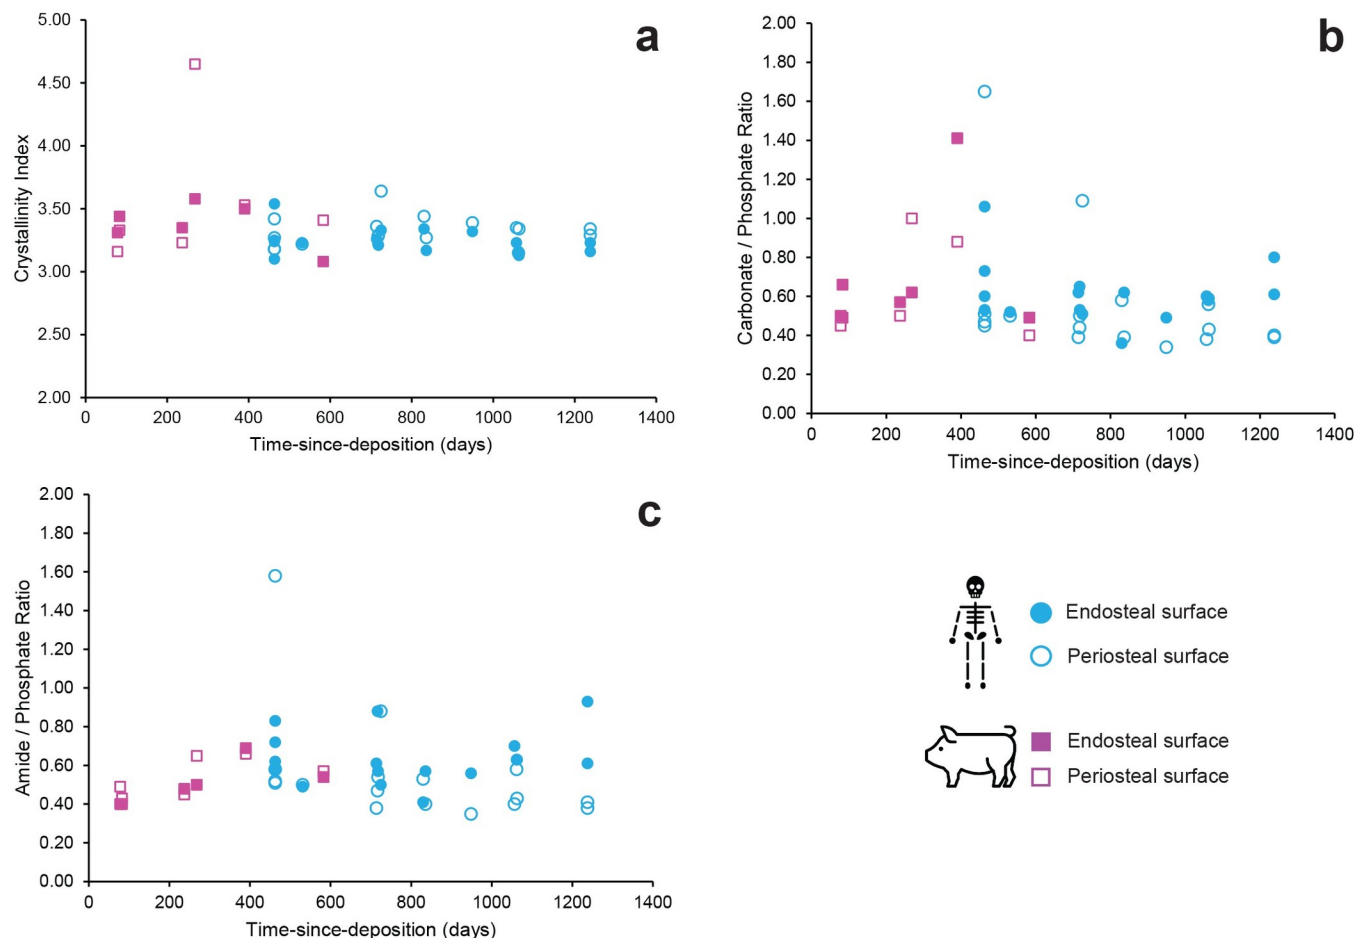 a
5.00
4.50
4.00
3.50
3.00
2.50
2.00
Crystallinity Index
0 200 400 600 800 1000 1200 1400
Time-since-deposition (days)
b
2.00
1.80
1.60
1.40
1.20
1.00
0.80
0.60
0.40
0.20
0.00
Carbonate / Phosphate Ratio
0 200 400 600 800 1000 1200 1400
Time-since-deposition (days)
c
2.00
1.80
1.60
1.40
1.20
1.00
0.80
0.60
0.40
0.20
0.00
Amide / Phosphate Ratio
0 200 400 600 800 1000 1200 1400
Time-since-deposition (days)
Endosteal surface
Periosteal surface
Endosteal surface
Periosteal surface